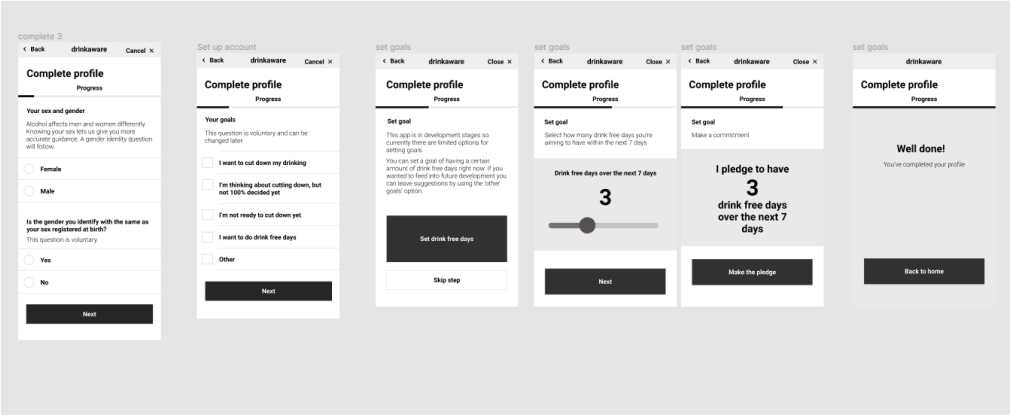 complete 3
< Back drinkaware Cancel ×
Complete profile
Progress
Your sex and gender
Alcohol affects men and women differently.
Knowing your sex lets us give you more
accurate guidance. A gender identity question
will follow.
Female
Male
Is the gender you identify with the same as
your sex registered at birth?
This question is voluntary.
Yes
No
Next
Set up account
< Back drinkaware Cancel ×
Complete profile
Progress
Your goals
This question is voluntary and can be
changed later.
I want to cut down my drinking
I'm thinking about cutting down, but
not 100% decided yet
I'm not ready to cut down yet
I want to do drink free days
Other
Next
set goals
< Back drinkaware Close ×
Complete profile
Progress
Set goal
This app is in development stages so
currently there are limited options for
setting goals.
You can set a goal of having a certain
amount of drink free days right now. If you
wanted to feed into future development you
can leave suggestions by using the 'other
goals' option.
Set drink free days
Skip step
set goals
< Back drinkaware Close ×
Complete profile
Progress
Set goal
Select how many drink free days you're
aiming to have within the next 7 days
Drink free days over the next 7 days
3
Next
set goals
< Back drinkaware Close ×
Complete profile
Progress
Set goal
Make a commitment
I pledge to have
3
drink free days
over the next 7
days
Make the pledge
set goals
drinkaware
Complete profile
Progress
Well done!
You've completed your profile
Back to home